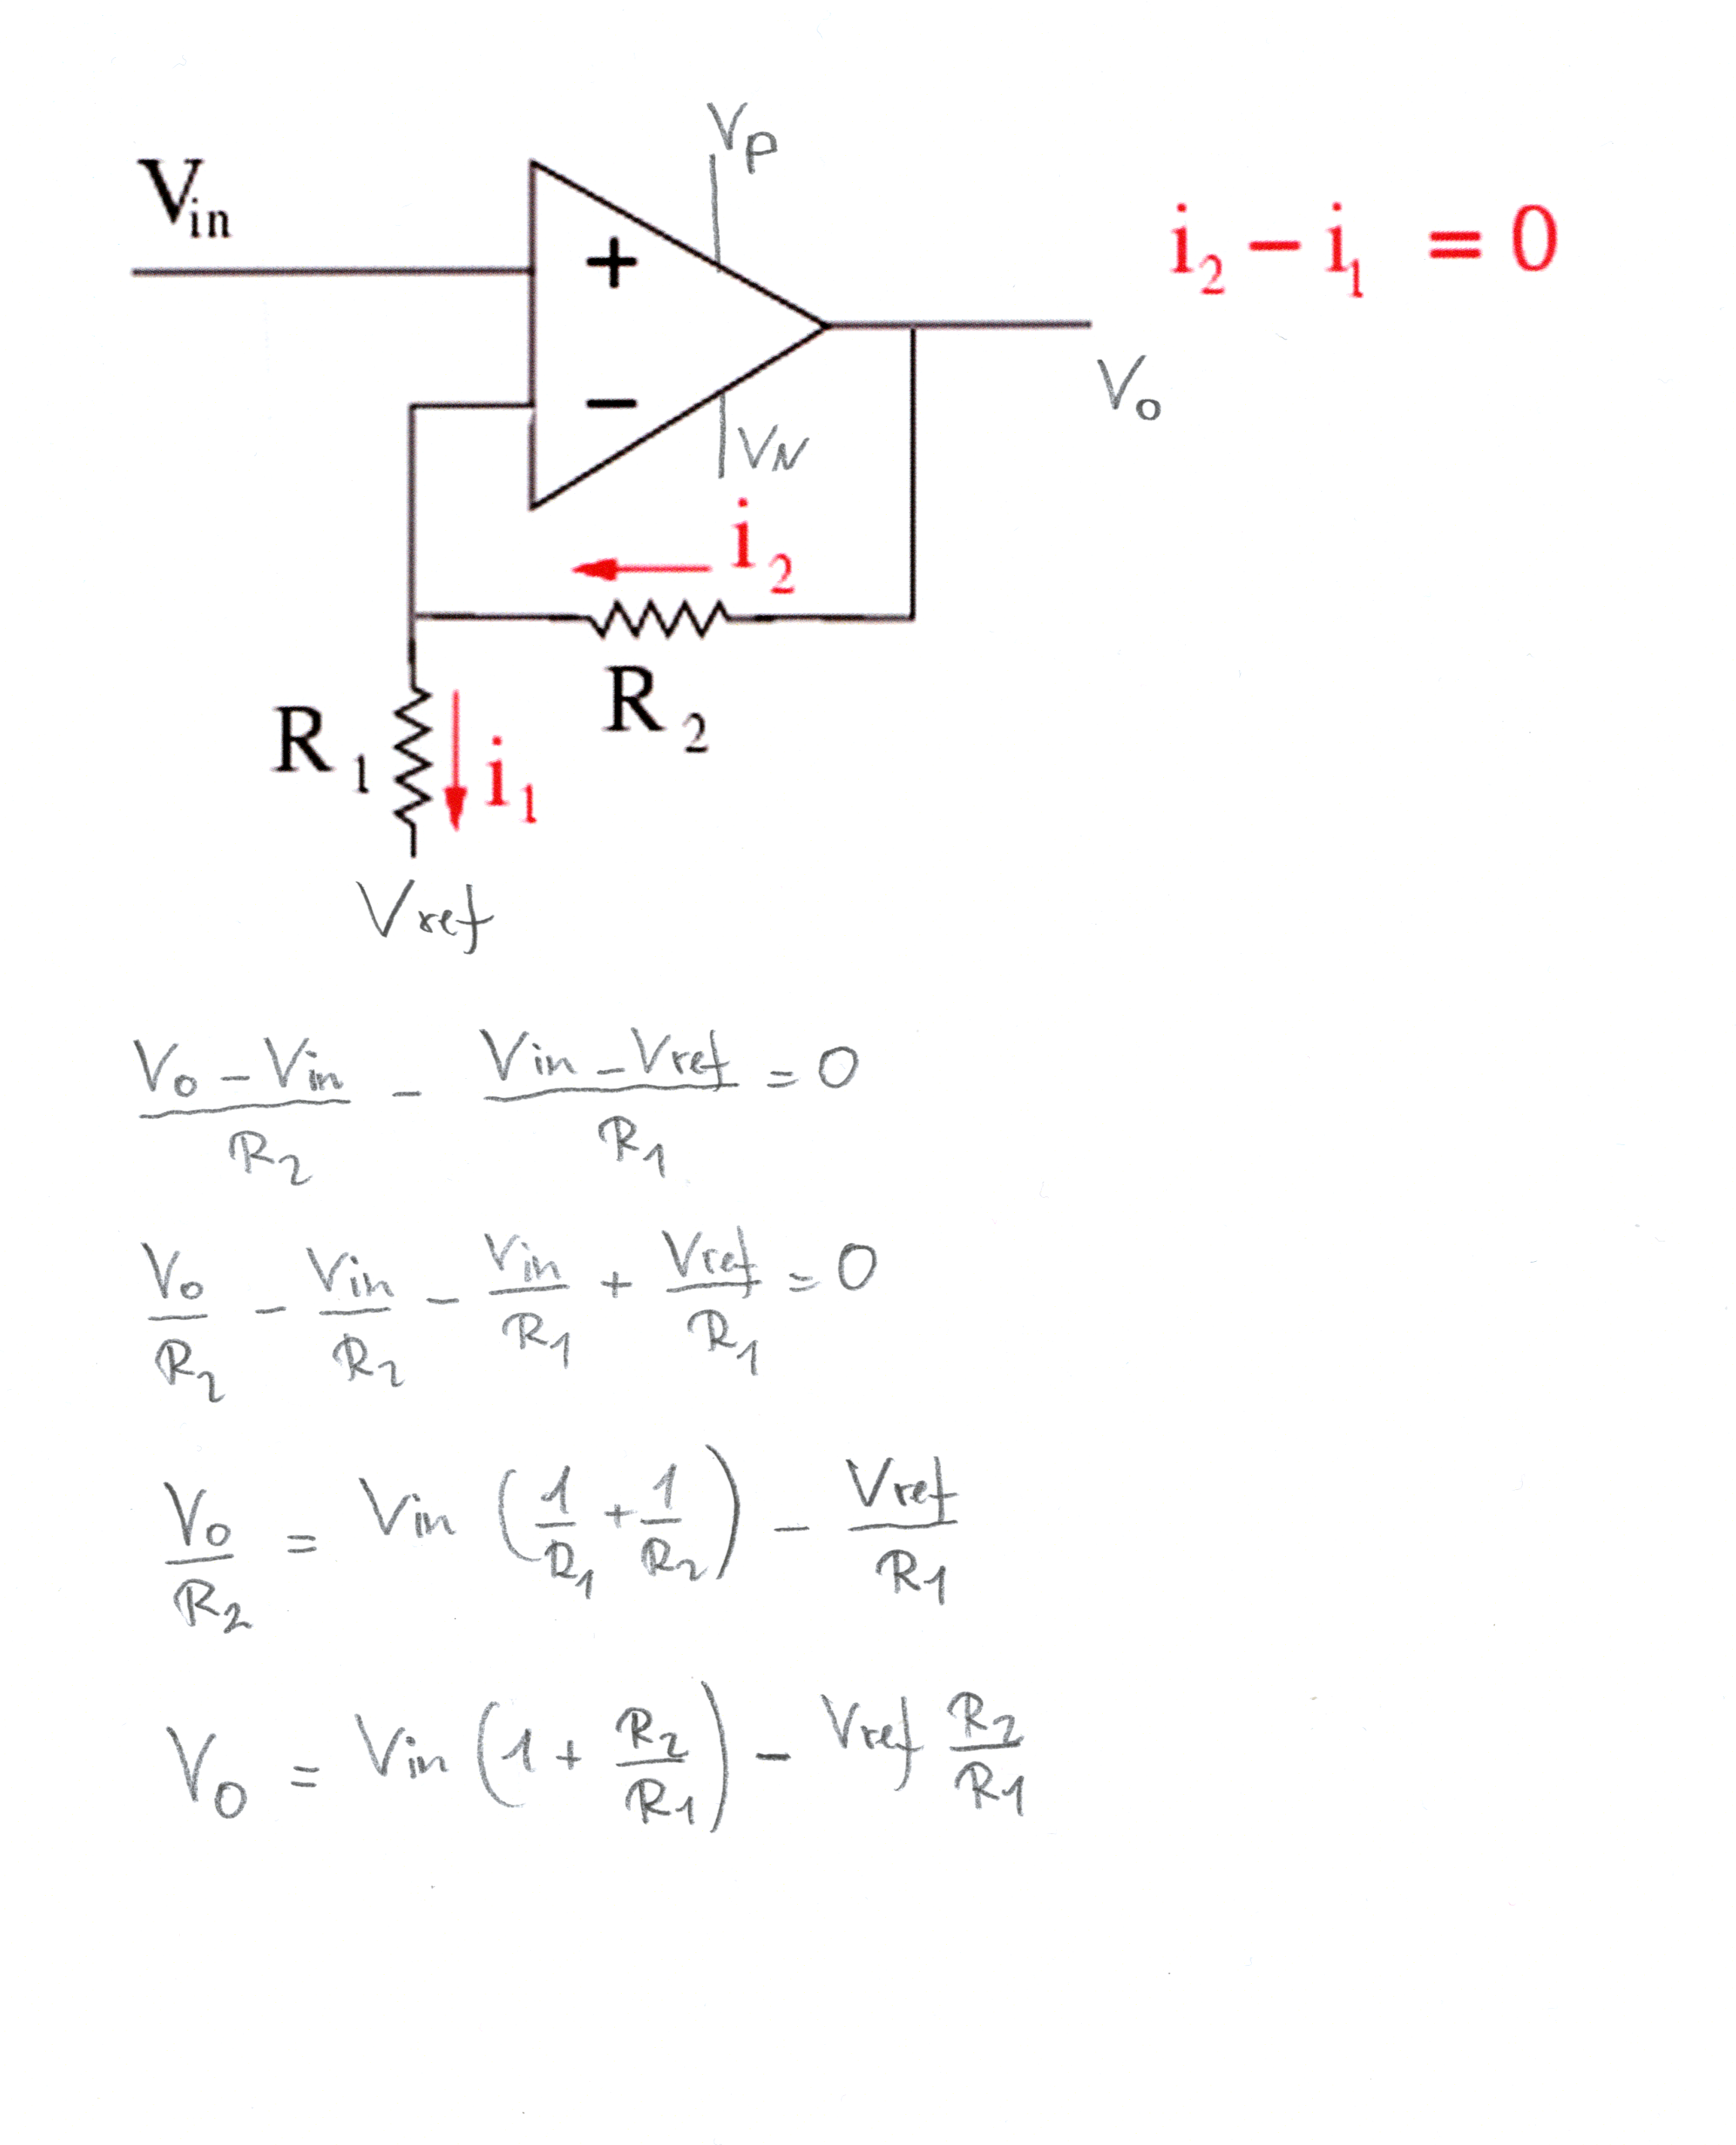 Vp
Vin
+
i2 − i1 = 0
Vo
−
VN
i2
R2
R1
i1
Vref
Vo − Vin / R2 − Vin − Vref / R1 = 0
Vo / R2 − Vin / R2 − Vin / R1 + Vref / R1 = 0
Vo / R2 = Vin (1 / R1 + 1 / R2) − Vref / R1
Vo = Vin (1 + R2 / R1) − Vref R2 / R1